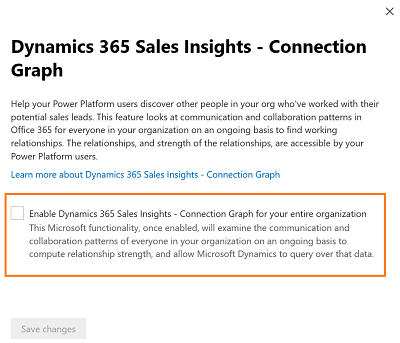 Dynamics 365 Sales Insights - Connection
Graph
Help your Power Platform users discover other people in your org who've worked with their
potential sales leads. This feature looks at communication and collaboration patterns in
Office 365 for everyone in your organization on an ongoing basis to find working
relationships. The relationships, and strength of the relationships, are accessible by your
Power Platform users.
Learn more about Dynamics 365 Sales Insights - Connection Graph
Enable Dynamics 365 Sales Insights - Connection Graph for your entire organization
This Microsoft functionality, once enabled, will examine the communication and
collaboration patterns of everyone in your organization on an ongoing basis to
compute relationship strength, and allow Microsoft Dynamics to query over that data.
Save changes